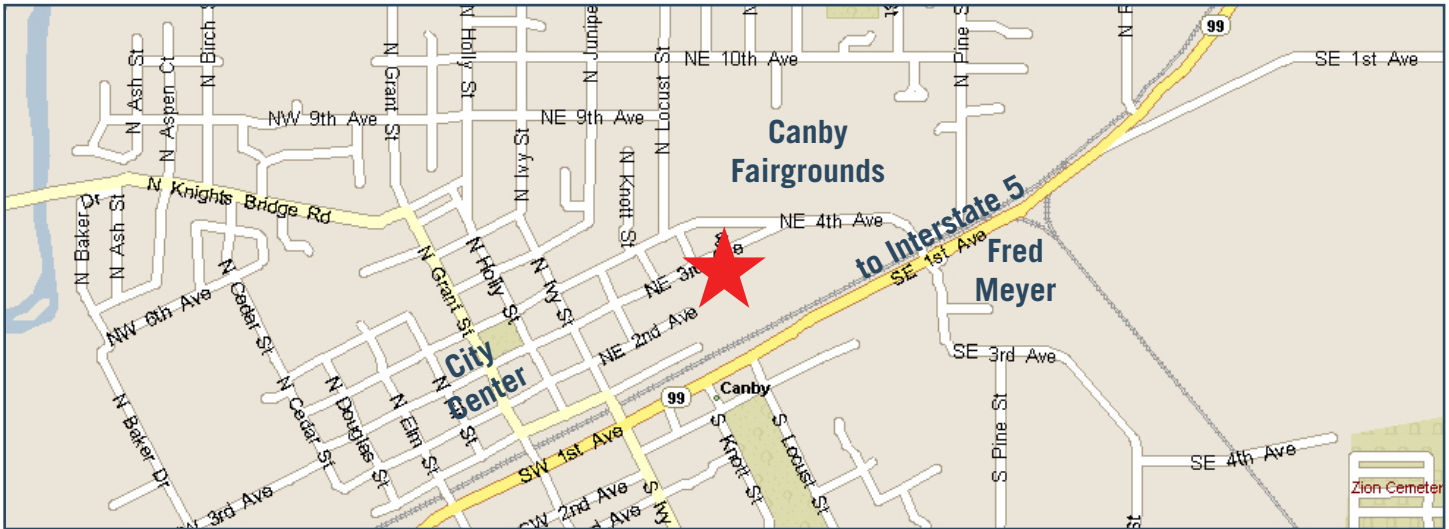 99
N Birch S
N Ash St
N Aspen Ct
N Grant St
N Holly St
N Juniper
N Locust St
NE 10th Ave
N Pine S
SE 1st Ave
NW 9th Ave
NE 9th Ave
N Ivy St
N Knott St
Canby
Fairgrounds
N Knights Bridge Rd
N Baker Dr
N Ash St
NE 4th Ave
to Interstate 5
SE 1st Ave
Fred
Meyer
N Grant St
N Holly St
N Ivy St
NE 3rd Ave
NE 2nd Ave
NW 6th Ave
N Cedar St
City
Center
SE 3rd Ave
99
Canby
N Baker Dr
N Cedar St
N Douglas St
N Elm St
SW 1st Ave
S Knott St
S Locust St
S Pine St
SE 4th Ave
Zion Cemeter
W 3rd Ave
SW 2nd Ave
S Ivy
rd Ave
st